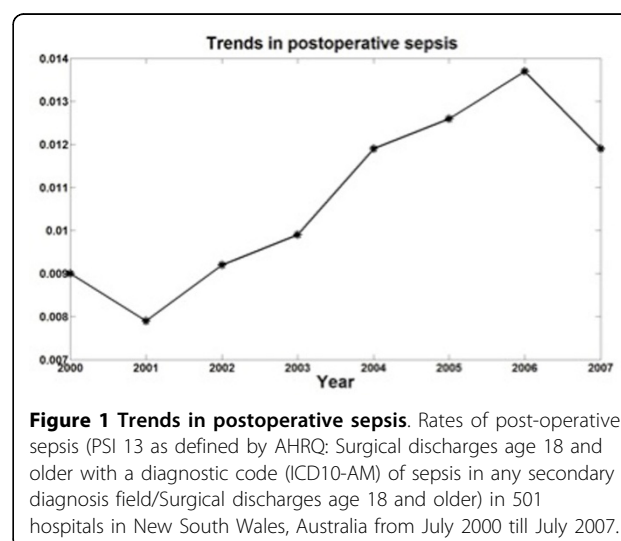 Trends in postoperative sepsis
0.014
0.013
0.012
0.011
0.01
0.009
0.008
0.007
2000 2001 2002 2003 2004 2005 2006 2007
Year
Figure 1 Trends in postoperative sepsis. Rates of post-operative
sepsis (PSI 13 as defined by AHRQ: Surgical discharges age 18 and
older with a diagnostic code (ICD10-AM) of sepsis in any secondary
diagnosis field/Surgical discharges age 18 and older) in 501
hospitals in New South Wales, Australia from July 2000 till July 2007.